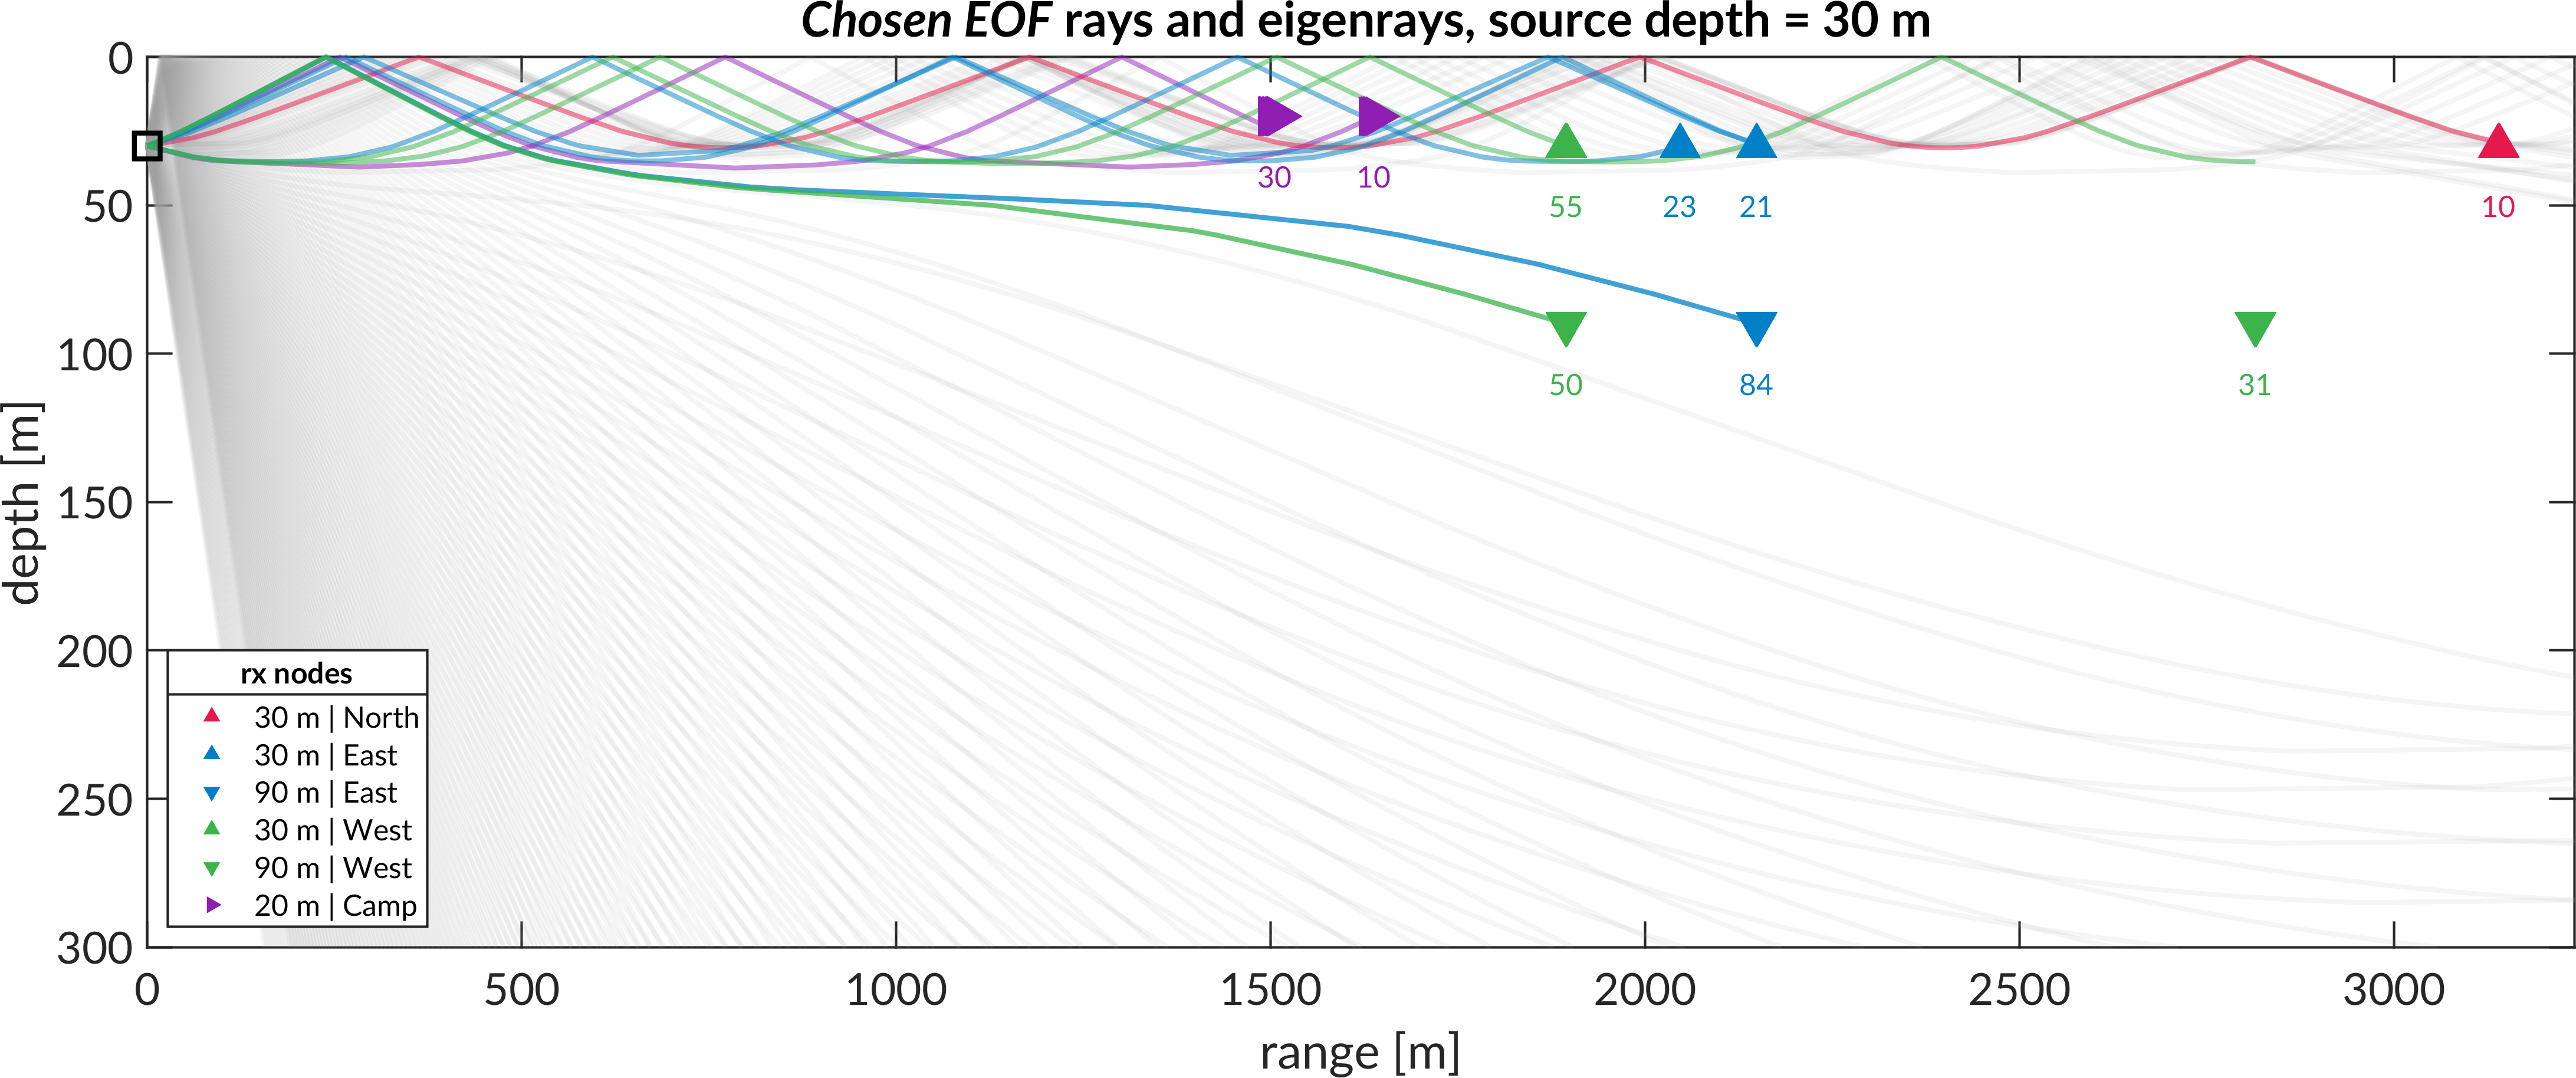 Chosen EOF rays and eigenrays, source depth = 30 m
0
50
100
150
200
250
300
depth [m]
30
10
55
23
21
10
50
84
31
rx nodes
30 m | North
30 m | East
90 m | East
30 m | West
90 m | West
20 m | Camp
0
500
1000
1500
2000
2500
3000
range [m]